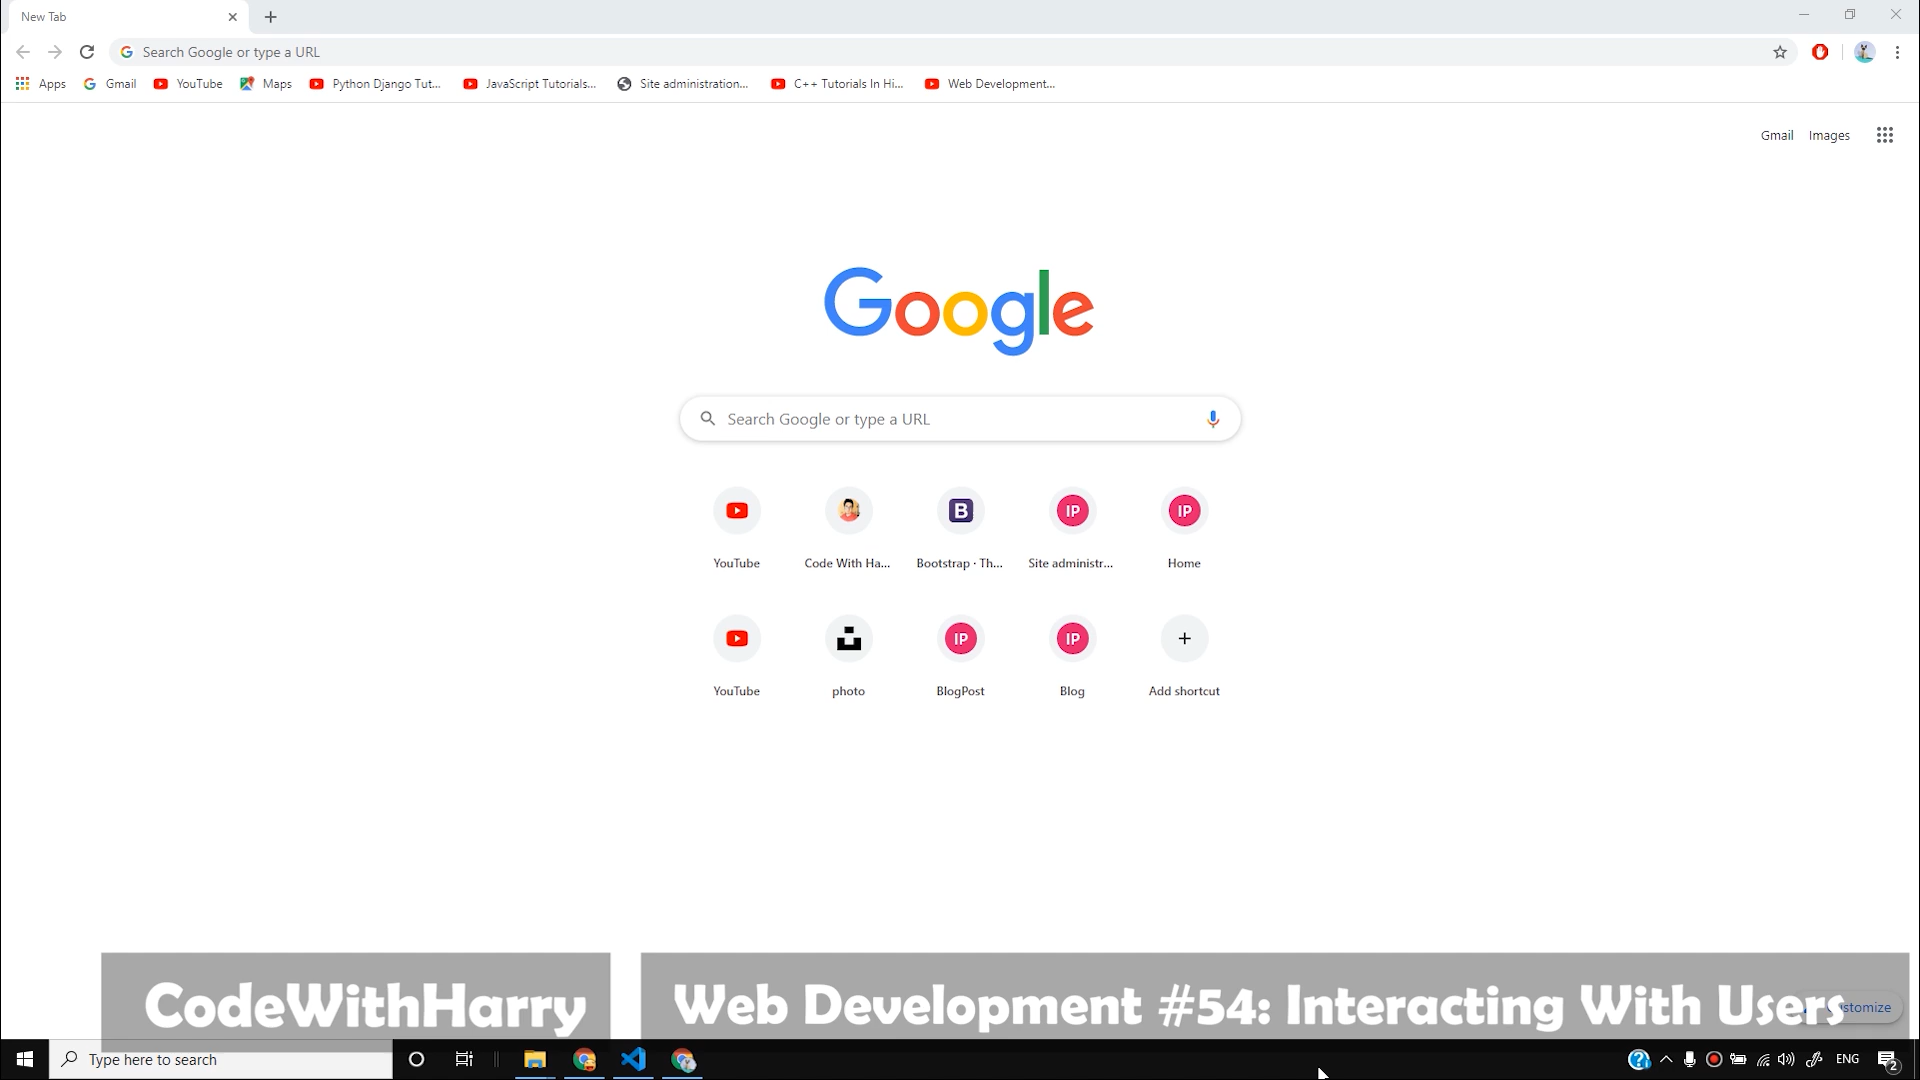 New Tab
Search Google or type a URL
Apps Gmail YouTube Maps Python Django Tut... JavaScript Tutorials... Site administration... C++ Tutorials In Hi... Web Development...
Gmail Images
Google
Search Google or type a URL
B IP IP
YouTube Code With Ha... Bootstrap · Th... Site administr... Home
IP IP
YouTube photo BlogPost Blog Add shortcut
CodeWithHarry Web Development #54: Interacting With Users
Type here to search ENG 2